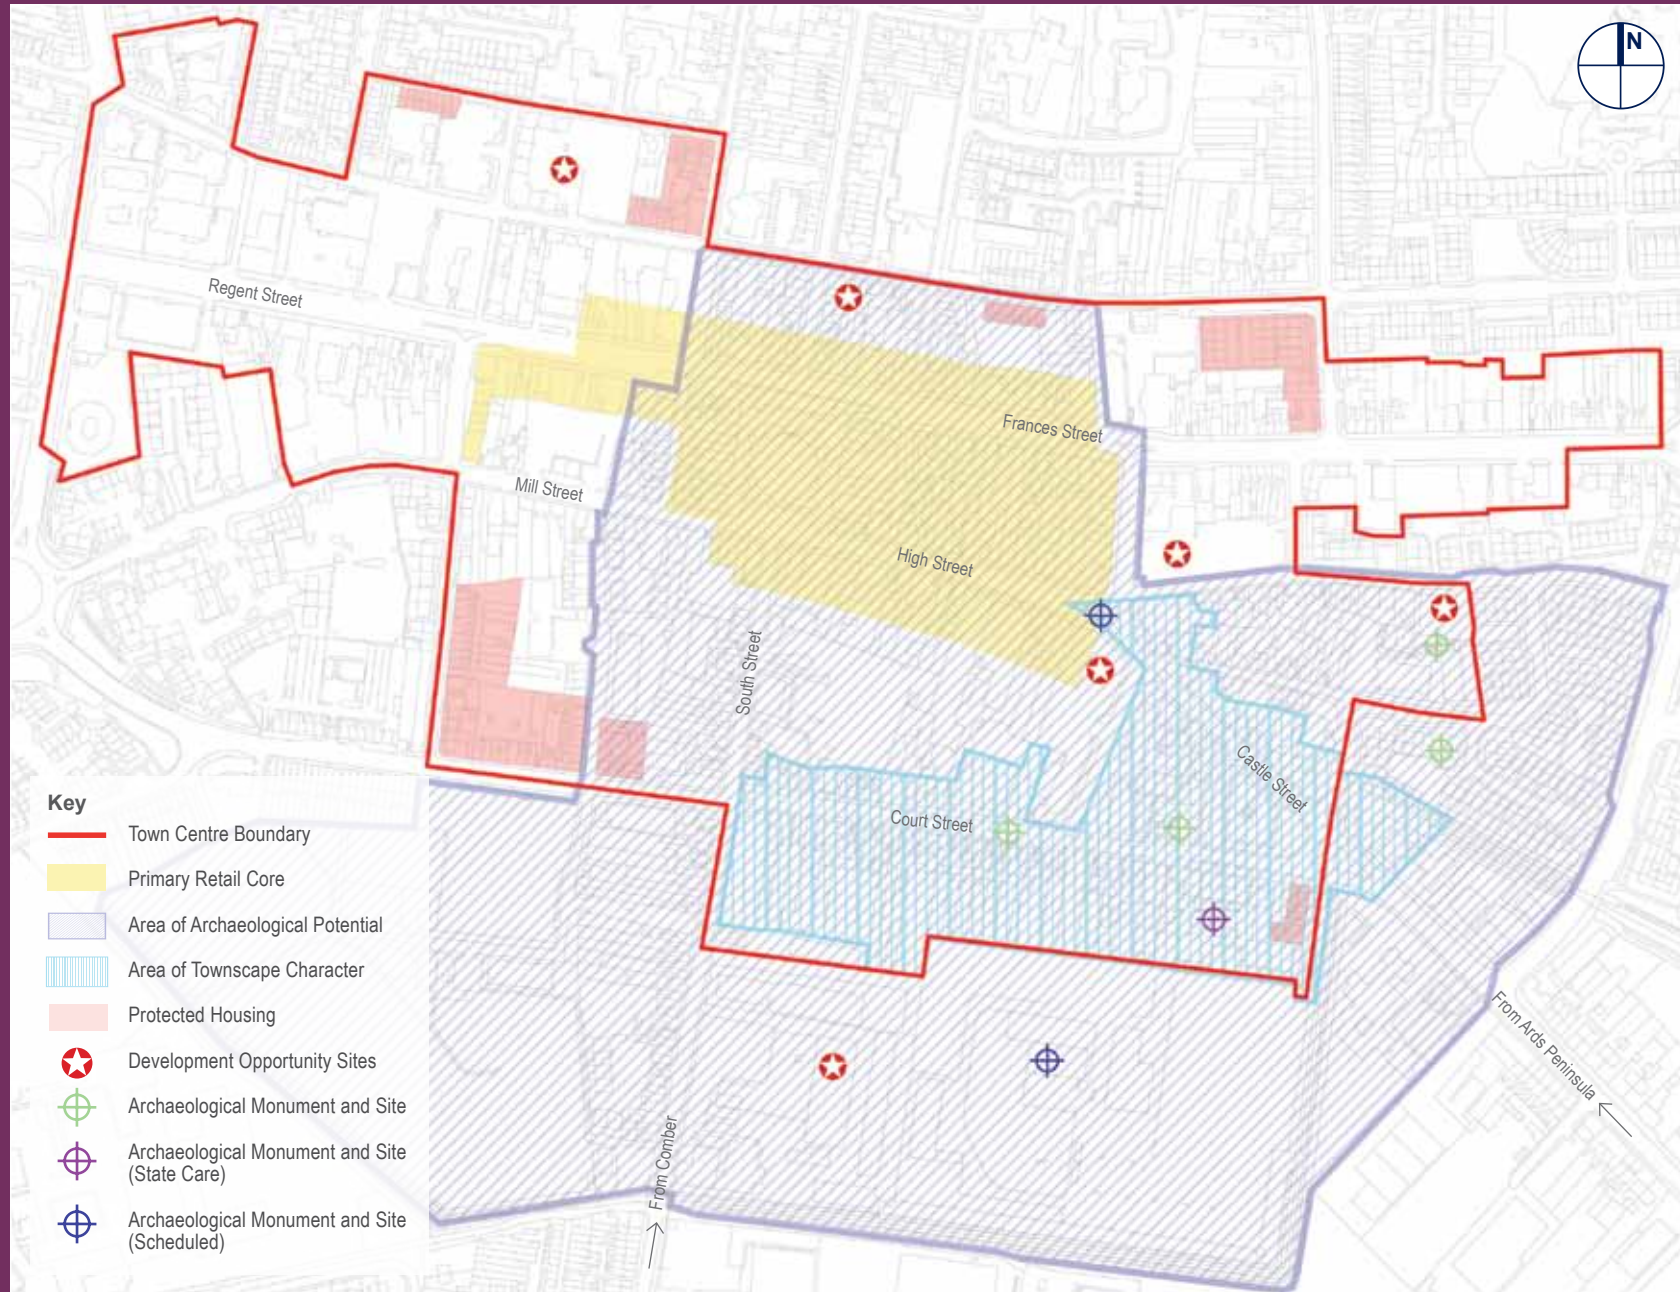 N
Regent Street
Frances Street
Mill Street
High Street
South Street
Castle Street
Court Street
From Ards Peninsula
From Comber
Key
Town Centre Boundary
Primary Retail Core
Area of Archaeological Potential
Area of Townscape Character
Protected Housing
Development Opportunity Sites
Archaeological Monument and Site
Archaeological Monument and Site
(State Care)
Archaeological Monument and Site
(Scheduled)